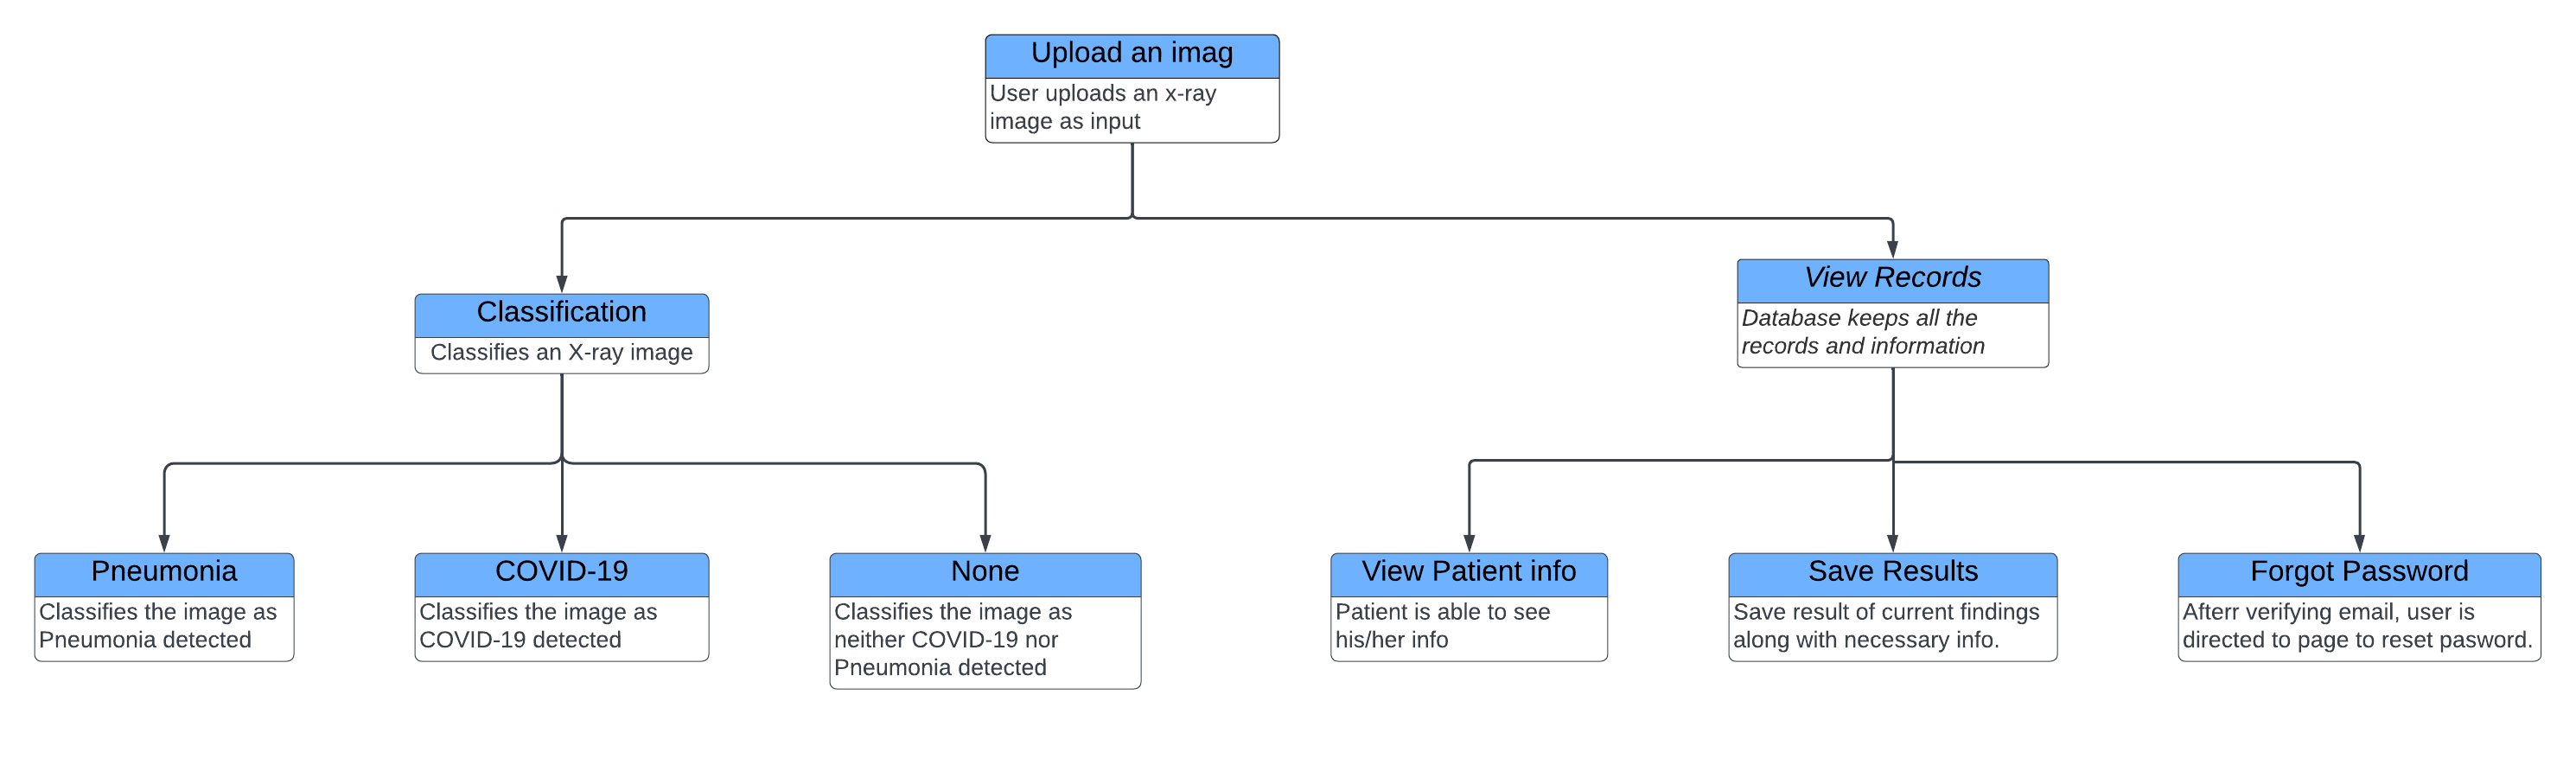 Upload an imag
User uploads an x-ray
image as input
Classification
Classifies an X-ray image
View Records
Database keeps all the
records and information
Pneumonia
Classifies the image as
Pneumonia detected
COVID-19
Classifies the image as
COVID-19 detected
None
Classifies the image as
neither COVID-19 nor
Pneumonia detected
View Patient info
Patient is able to see
his/her info
Save Results
Save result of current findings
along with necessary info.
Forgot Password
Afterr verifying email, user is
directed to page to reset pasword.